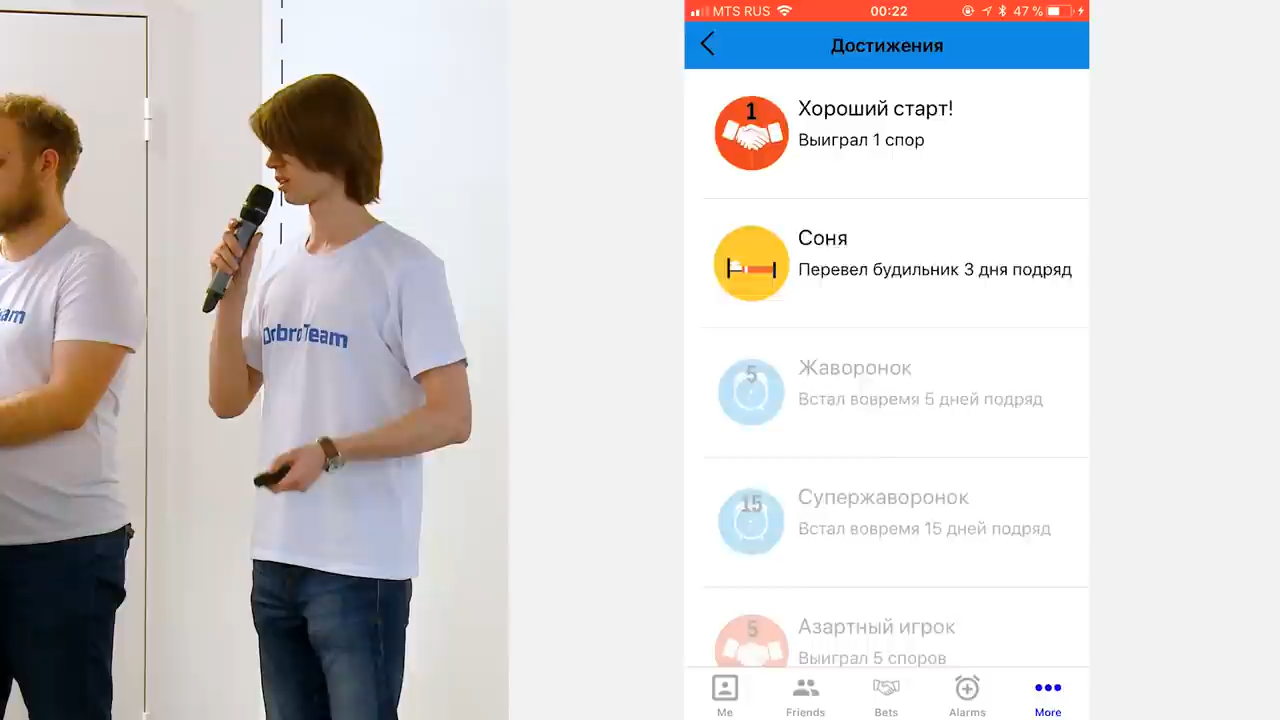 am
DobroTeam
MTS RUS
00:22
47 %
Достижения
1
Хороший старт!
Выиграл 1 спор
Соня
Перевел будильник 3 дня подряд
5
Жаворонок
Встал вовремя 5 дней подряд
15
Супержаворонок
Встал вовремя 15 дней подряд
5
Азартный игрок
Выиграл 5 споров
Me
Friends
Bets
Alarms
More